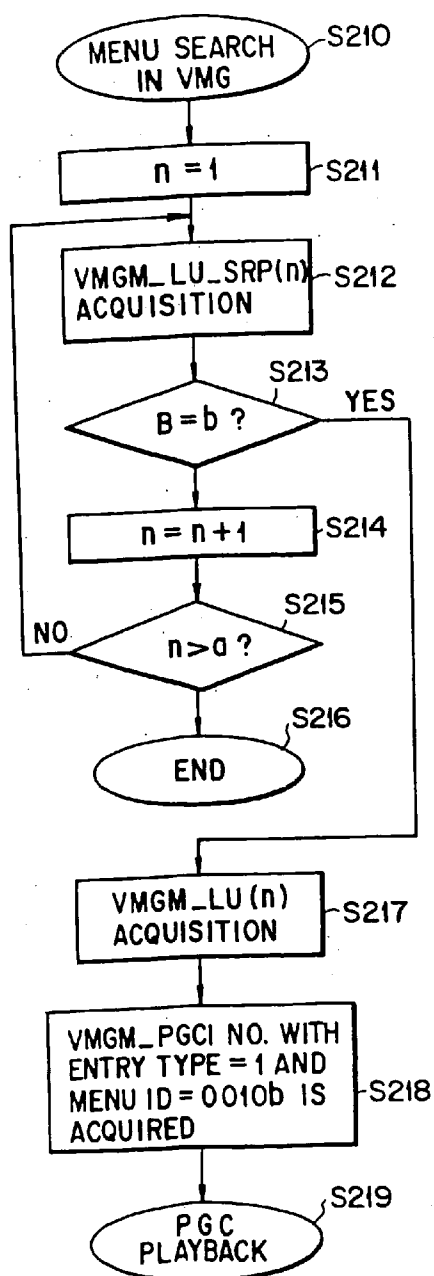 MENU SEARCH
IN VMG
S210
n = 1
S211
VMGM_LU_SRP(n)
ACQUISITION
S212
S213
B = b ?
YES
n = n + 1
S214
S215
NO
n > a ?
S216
END
VMGM_LU (n)
ACQUISITION
S217
VMGM_PGCI NO. WITH
ENTRY TYPE = 1 AND
MENU ID = 0010b IS
ACQUIRED
S218
S219
PGC
PLAYBACK